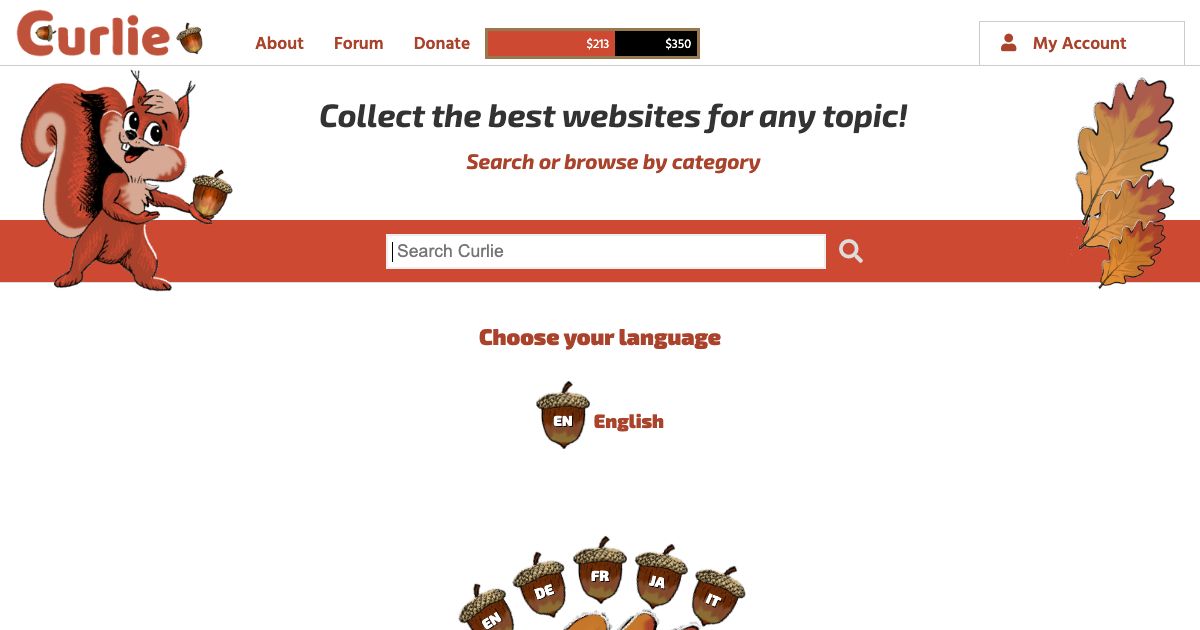 Curlie
About Forum Donate $213 $350 My Account
Collect the best websites for any topic!
Search or browse by category
Search Curlie
Choose your language
EN English
EN DE FR JA IT